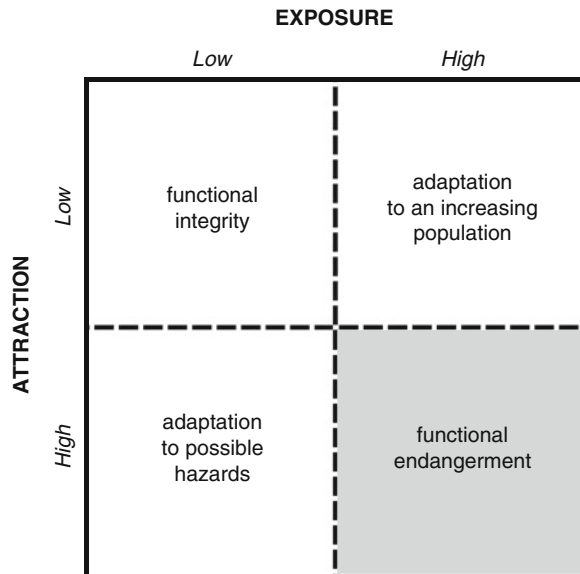 EXPOSURE
Low
High
ATTRACTION
Low
functional
integrity
adaptation
to an increasing
population
High
adaptation
to possible
hazards
functional
endangerment